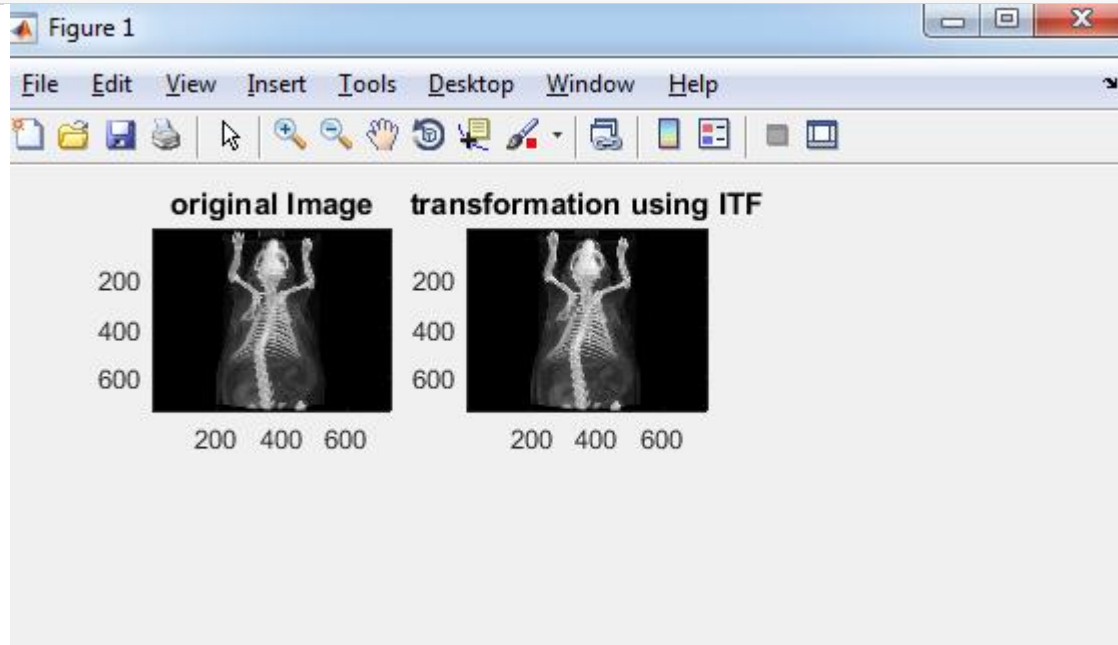 Figure 1
File Edit View Insert Tools Desktop Window Help
original Image transformation using ITF
200 200
400 400
600 600
200 400 600 200 400 600